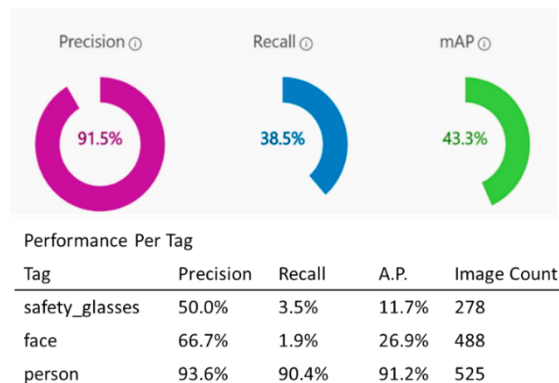 Precision Recall mAP
91.5% 38.5% 43.3%
Performance Per Tag
Tag Precision Recall A.P. Image Count
safety_glasses 50.0% 3.5% 11.7% 278
face 66.7% 1.9% 26.9% 488
person 93.6% 90.4% 91.2% 525